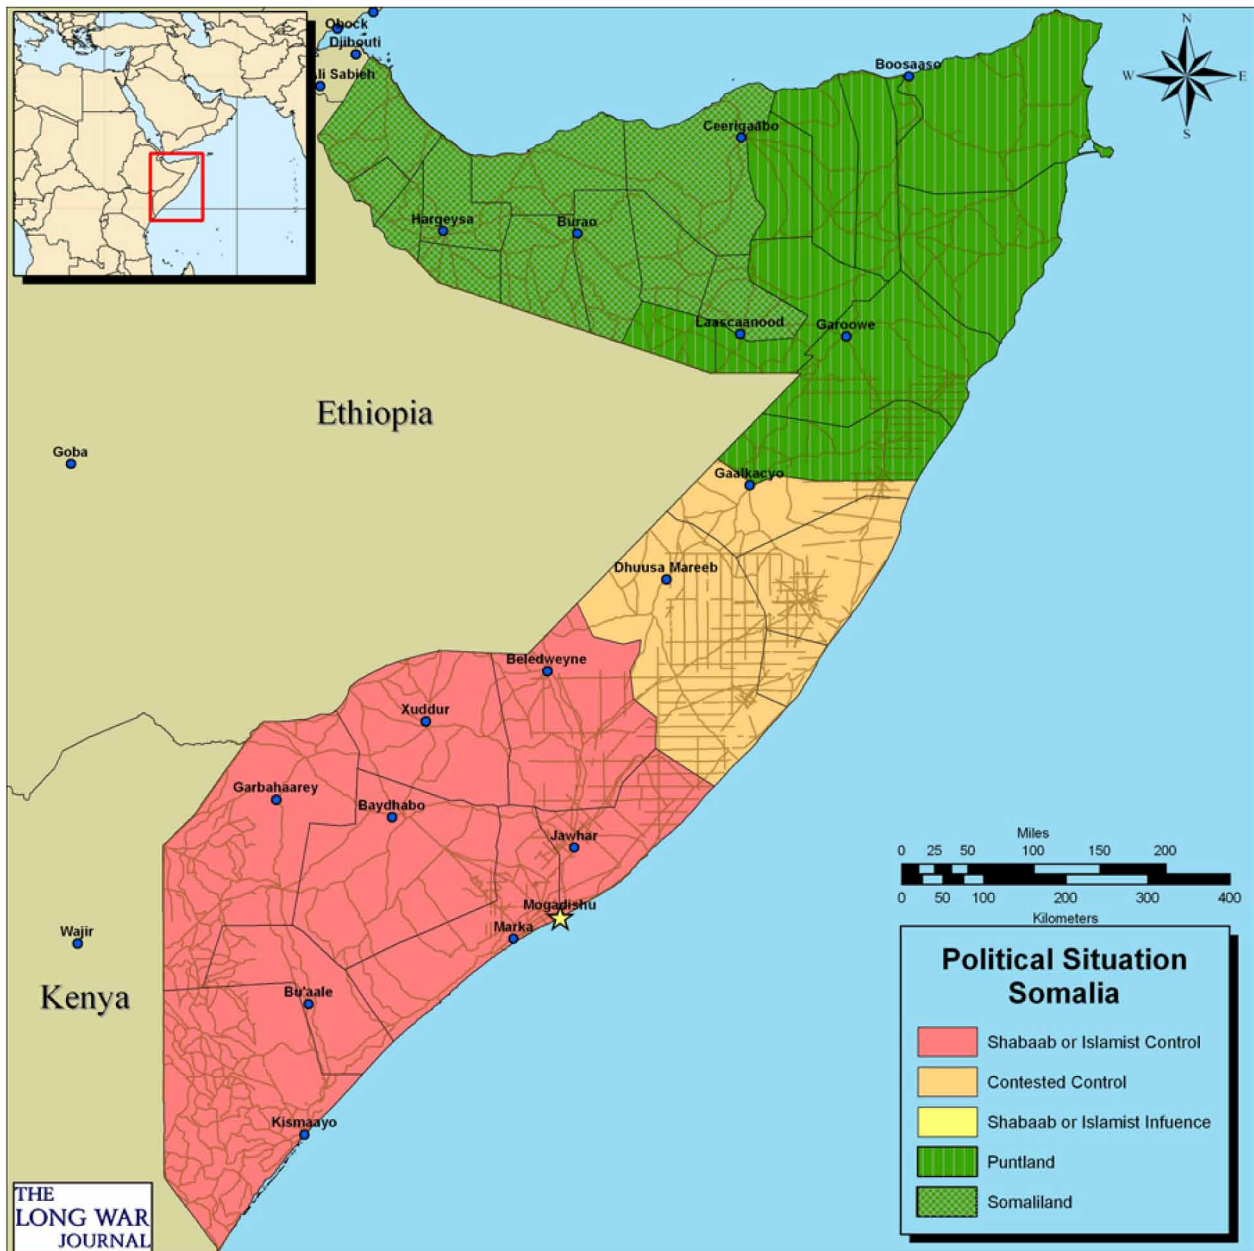 Obock
Djibouti
Ali Sabieh
Boosaaso
N
W
E
S
Ceerigaabo
Hargeysa
Burao
Laascaanood
Garoowe
Ethiopia
Goba
Gaalkacyo
Dhuusa Mareeb
Beledweyne
Xuddur
Garbahaarey
Baydhabo
Jawhar
Mogadishu
Marka
Wajir
Kenya
Bu'aale
Kismaayo
Miles
0 25 50 100 150 200
0 50 100 200 300 400
Kilometers
Political Situation
Somalia
Shabaab or Islamist Control
Contested Control
Shabaab or Islamist Infuence
Puntland
Somaliland
THE
LONG WAR
JOURNAL